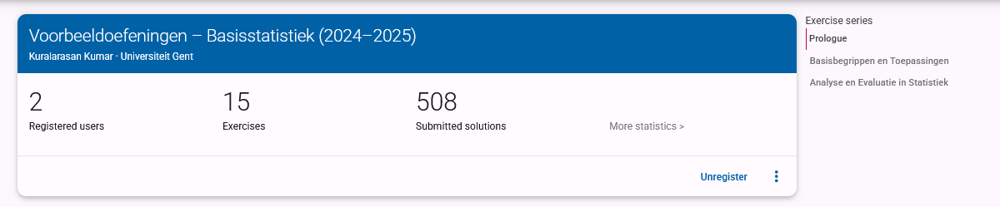 Voorbeeldoefeningen – Basisstatistiek (2024–2025)
Kuralarasan Kumar · Universiteit Gent
2
Registered users
15
Exercises
508
Submitted solutions
More statistics >
Unregister
Exercise series
Prologue
Basisbegrippen en Toepassingen
Analyse en Evaluatie in Statistiek